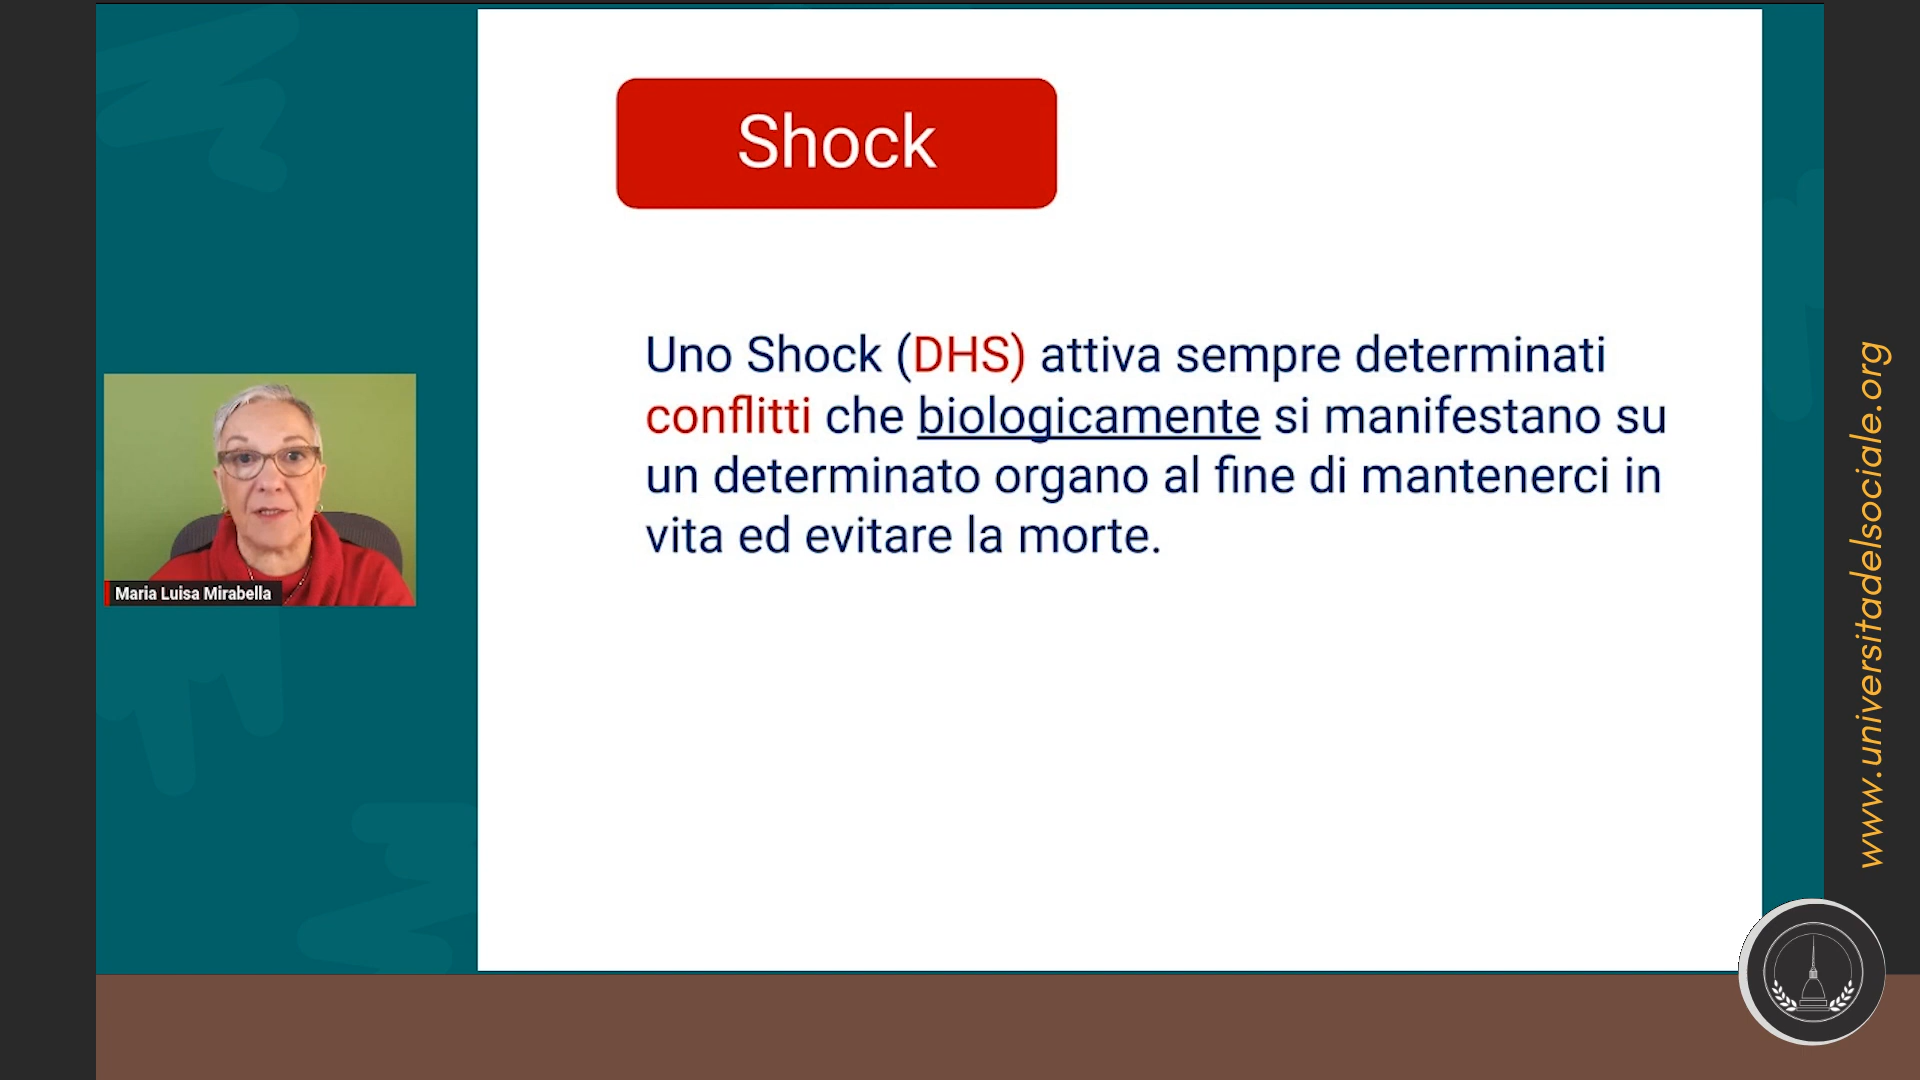 Shock
Uno Shock (DHS) attiva sempre determinati
conflitti che biologicamente si manifestano su
un determinato organo al fine di mantenerci in
vita ed evitare la morte.
Maria Luisa Mirabella
www.universitadelsociale.org